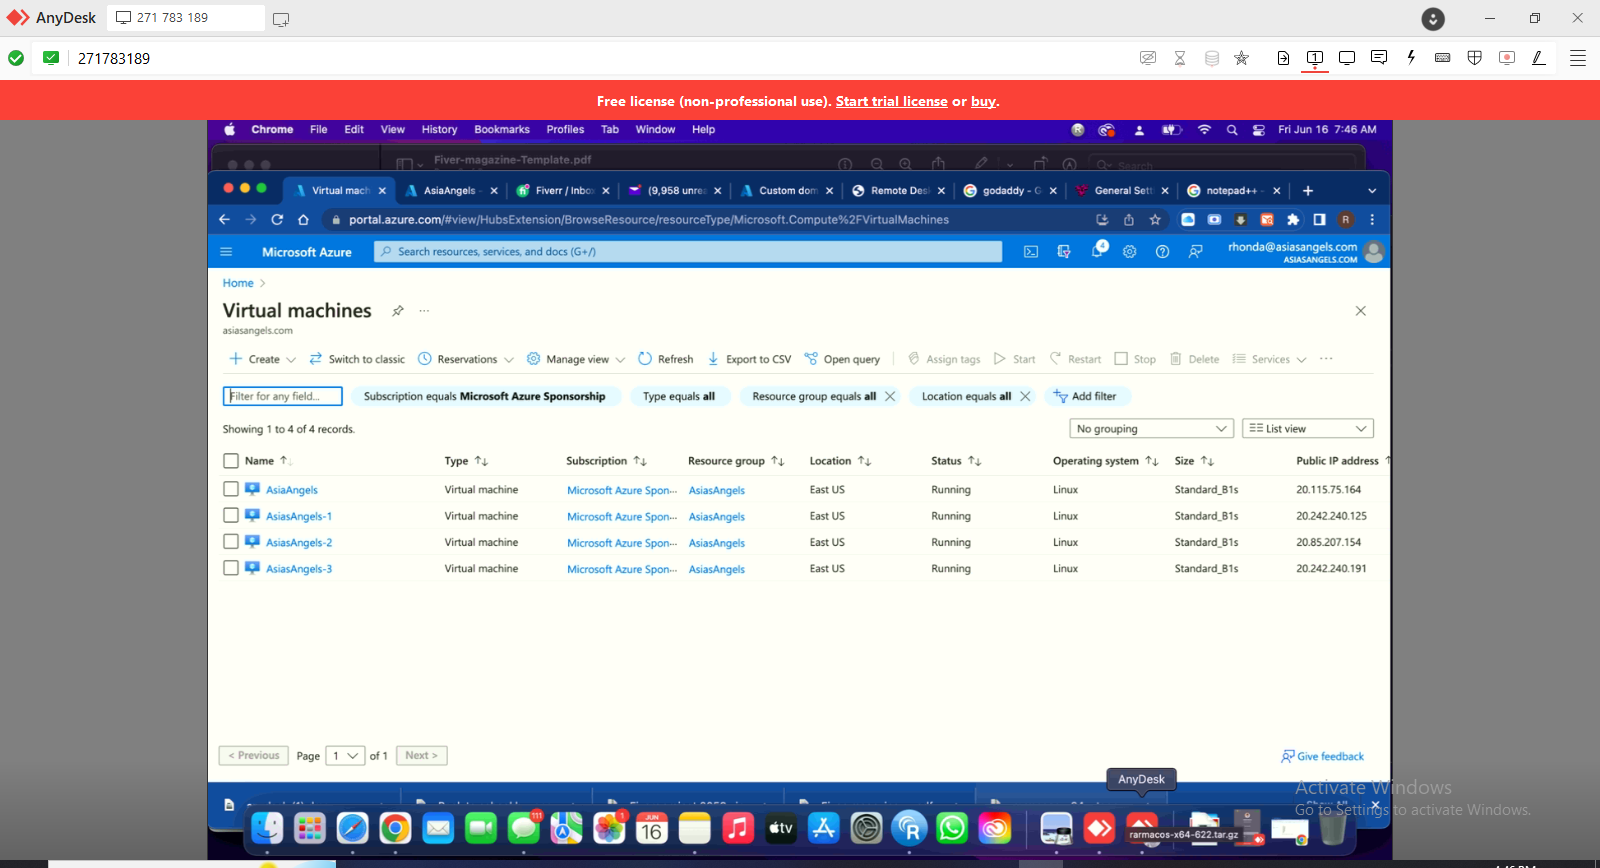 AnyDesk 271 783 189
271783189
Free license (non-professional use). Start trial license or buy.
Chrome File Edit View History Bookmarks Profiles Tab Window Help Fri Jun 16 7:46 AM
Fiver-magazine-Template.pdf Search
Virtual mach AsiaAngels - Fiverr / Inbo (9,958 unre Custom dom Remote Des godaddy - G General Set notepad++ -
portal.azure.com/#view/HubsExtension/BrowseResource/resourceType/Microsoft.Compute%2FVirtualMachines R
Microsoft Azure Search resources, services, and docs (G+/) 4 rhonda@asiasangels.com
ASIASANGELS.COM
Home >
Virtual machines ...
asiasangels.com
Create Switch to classic Reservations Manage view Refresh Export to CSV Open query Assign tags Start Restart Stop Delete Services ...
Filter for any field... Subscription equals Microsoft Azure Sponsorship Type equals all Resource group equals all Location equals all Add filter
Showing 1 to 4 of 4 records. No grouping List view
Name Type Subscription Resource group Location Status Operating system Size Public IP address
AsiaAngels Virtual machine Microsoft Azure Spon... AsiasAngels East US Running Linux Standard_B1s 20.115.75.164
AsiasAngels-1 Virtual machine Microsoft Azure Spon... AsiasAngels East US Running Linux Standard_B1s 20.242.240.125
AsiasAngels-2 Virtual machine Microsoft Azure Spon... AsiasAngels East US Running Linux Standard_B1s 20.85.207.154
AsiasAngels-3 Virtual machine Microsoft Azure Spon... AsiasAngels East US Running Linux Standard_B1s 20.242.240.191
< Previous Page 1 of 1 Next > Give feedback
AnyDesk
Activate Windows
Go to Settings to activate Windows.
Show All
111 JUN 16 1 tv
rarmacos-x64-622.tar.gz